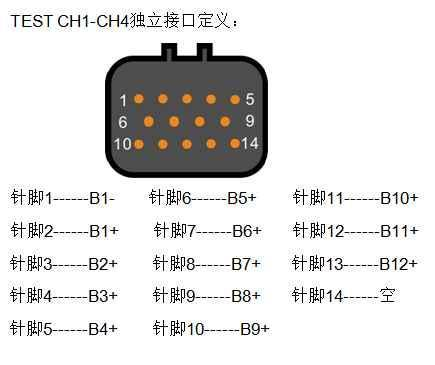 TEST CH1-CH4独立接口定义：
1 5
6 9
10 14
针脚1------B1- 针脚6------B5+ 针脚11------B10+
针脚2------B1+ 针脚7------B6+ 针脚12------B11+
针脚3------B2+ 针脚8------B7+ 针脚13------B12+
针脚4------B3+ 针脚9------B8+ 针脚14------空
针脚5------B4+ 针脚10------B9+